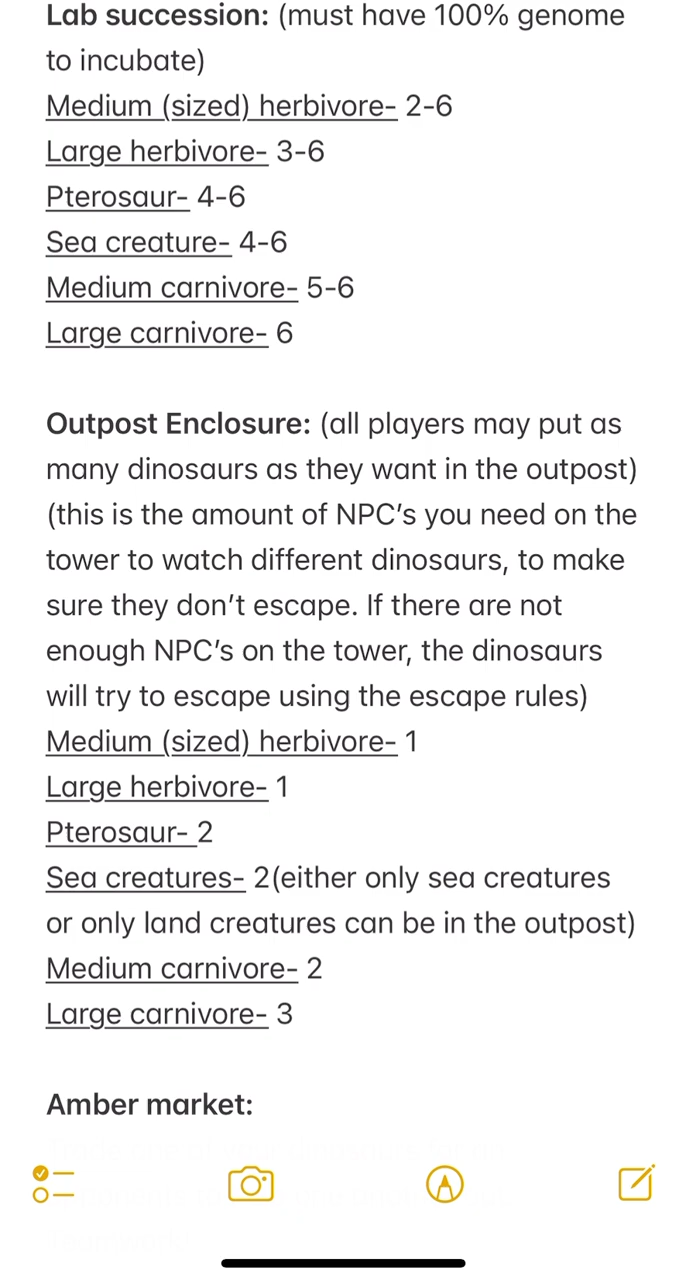 Lab succession: (must have 100% genome
to incubate)
Medium (sized) herbivore- 2-6
Large herbivore- 3-6
Pterosaur- 4-6
Sea creature- 4-6
Medium carnivore- 5-6
Large carnivore- 6
Outpost Enclosure: (all players may put as
many dinosaurs as they want in the outpost)
(this is the amount of NPC’s you need on the
tower to watch different dinosaurs, to make
sure they don’t escape. If there are not
enough NPC’s on the tower, the dinosaurs
will try to escape using the escape rules)
Medium (sized) herbivore- 1
Large herbivore- 1
Pterosaur- 2
Sea creatures- 2(either only sea creatures
or only land creatures can be in the outpost)
Medium carnivore- 2
Large carnivore- 3
Amber market: